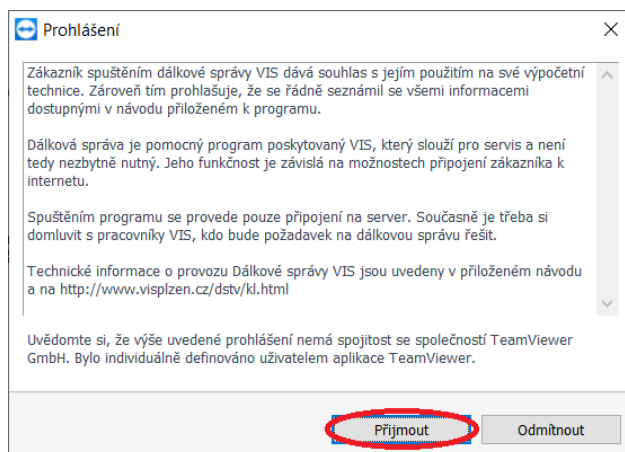 Prohlášení
Zákazník spuštěním dálkové správy VIS dává souhlas s jejím použitím na své výpočetní
technice. Zároveň tím prohlašuje, že se řádně seznámil se všemi informacemi
dostupnými v návodu přiloženém k programu.
Dálková správa je pomocný program poskytovaný VIS, který slouží pro servis a není
tedy nezbytně nutný. Jeho funkčnost je závislá na možnostech připojení zákazníka k
internetu.
Spuštěním programu se provede pouze připojení na server. Současně je třeba si
domluvit s pracovníky VIS, kdo bude požadavek na dálkovou správu řešit.
Technické informace o provozu Dálkové správy VIS jsou uvedeny v přiloženém návodu
a na http://www.visplzen.cz/dstv/kl.html
Uvědomte si, že výše uvedené prohlášení nemá spojitost se společností TeamViewer
GmbH. Bylo individuálně definováno uživatelem aplikace TeamViewer.
Přijmout
Odmítnout